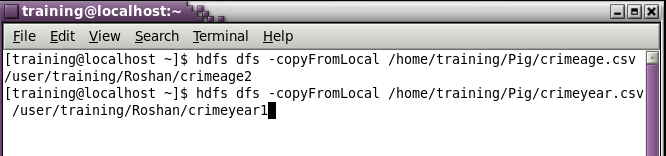 training@localhost:~
File Edit View Search Terminal Help
[training@localhost ~]$ hdfs dfs -copyFromLocal /home/training/Pig/crimeage.csv
/user/training/Roshan/crimeage2
[training@localhost ~]$ hdfs dfs -copyFromLocal /home/training/Pig/crimeyear.csv
/user/training/Roshan/crimeyear1